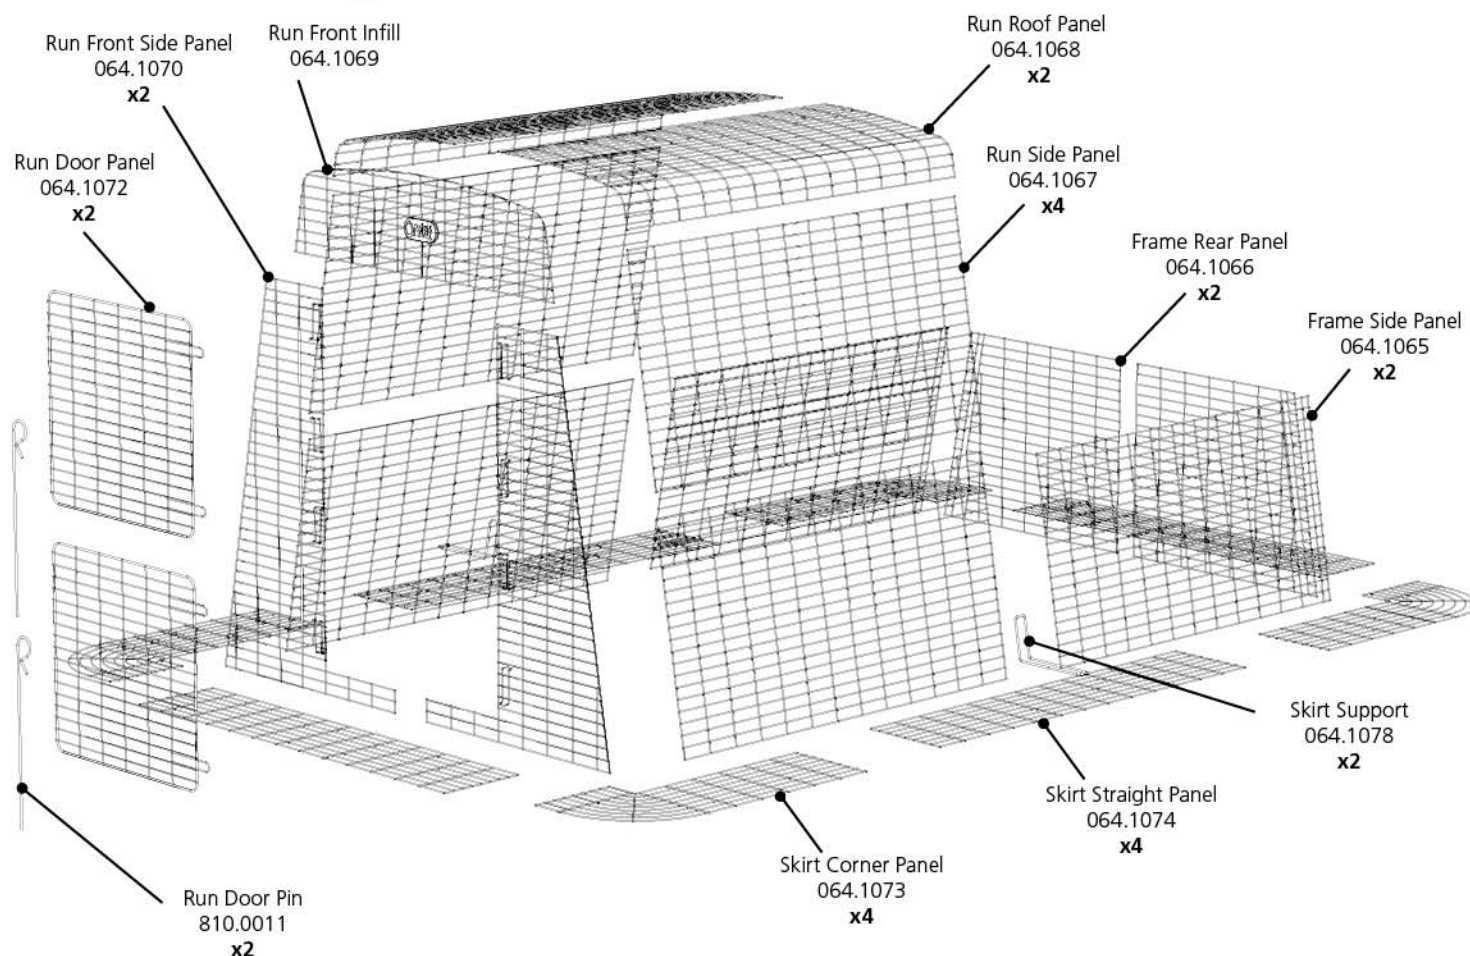 Run Front Side Panel
064.1070
x2
Run Front Infill
064.1069
Run Roof Panel
064.1068
x2
Run Door Panel
064.1072
x2
Run Side Panel
064.1067
x4
Frame Rear Panel
064.1066
x2
Frame Side Panel
064.1065
x2
Skirt Support
064.1078
x2
Skirt Straight Panel
064.1074
x4
Skirt Corner Panel
064.1073
x4
Run Door Pin
810.0011
x2